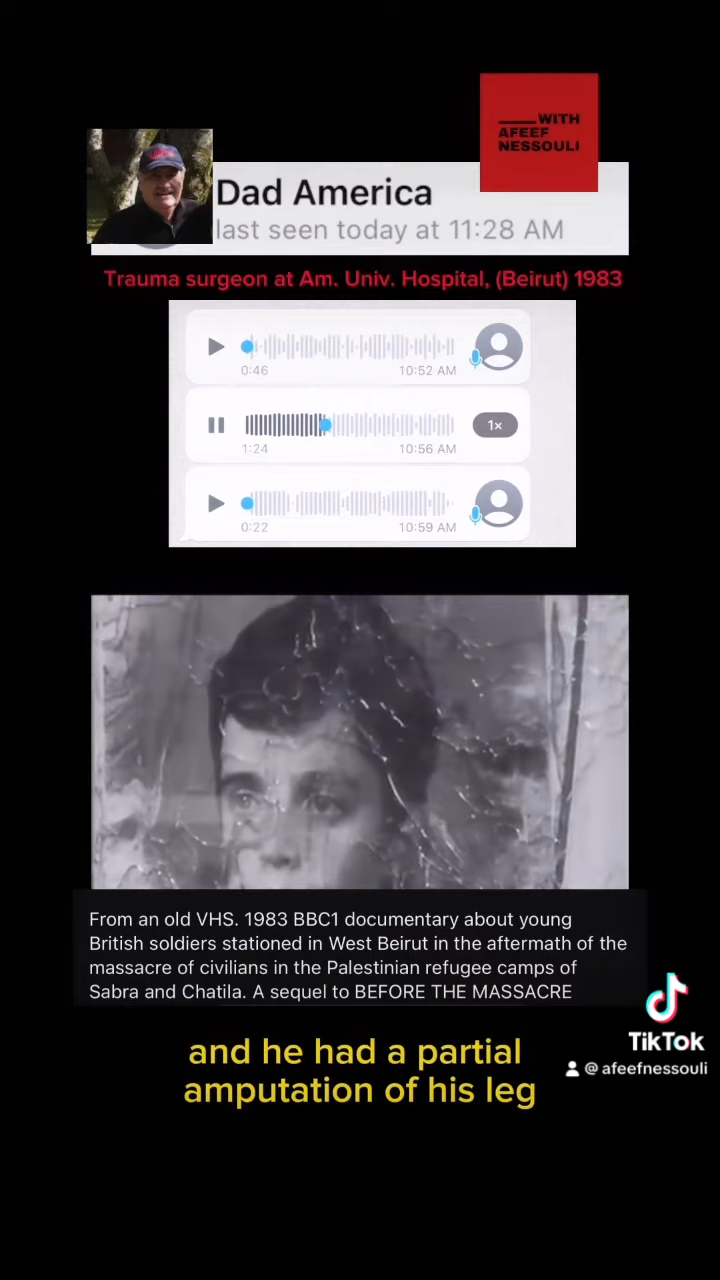 WITH
AFEEF
NESSOULI
Dad America
last seen today at 11:28 AM
Trauma surgeon at Am. Univ. Hospital, (Beirut) 1983
0:46 10:52 AM
1x
1:24 10:56 AM
0:22 10:59 AM
From an old VHS. 1983 BBC1 documentary about young
British soldiers stationed in West Beirut in the aftermath of the
massacre of civilians in the Palestinian refugee camps of
Sabra and Chatila. A sequel to BEFORE THE MASSACRE
TikTok
@afeefnessouli
and he had a partial
amputation of his leg